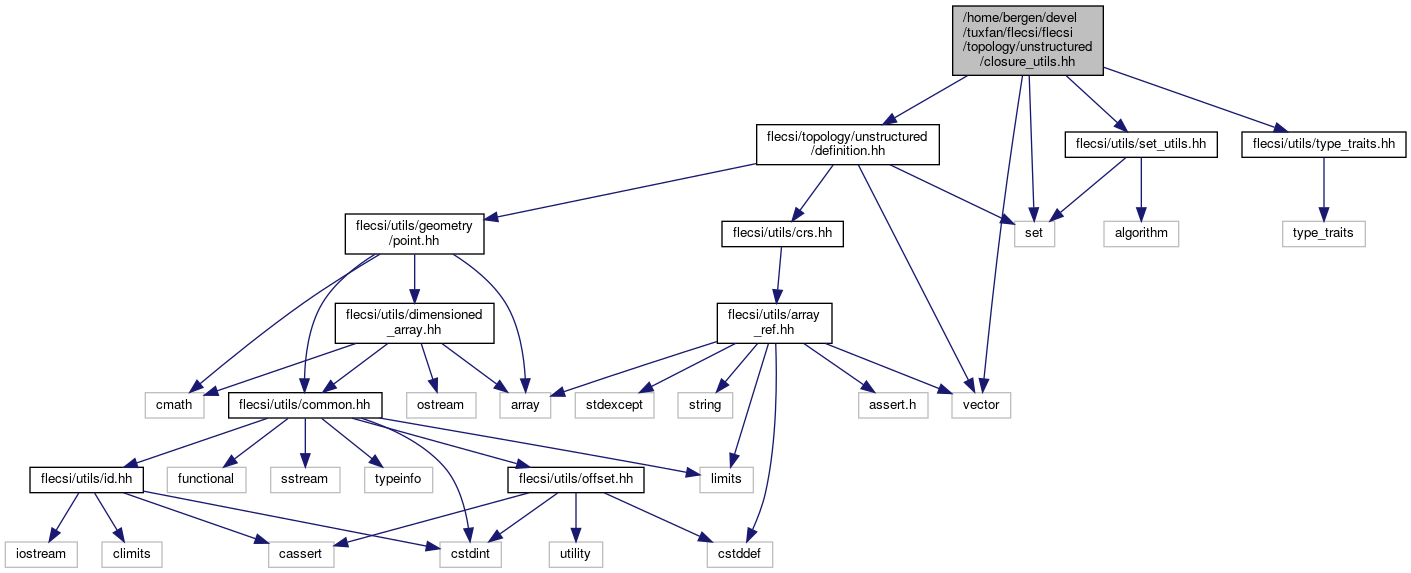 /home/bergen/devel
/tuxfan/flecsi/flecsi
/topology/unstructured
/closure_utils.hh
flecsi/topology/unstructured
/definition.hh
flecsi/utils/set_utils.hh
flecsi/utils/type_traits.hh
flecsi/utils/geometry
/point.hh
flecsi/utils/crs.hh
set
algorithm
type_traits
flecsi/utils/dimensioned
_array.hh
flecsi/utils/array
_ref.hh
cmath
flecsi/utils/common.hh
ostream
array
stdexcept
string
assert.h
vector
flecsi/utils/id.hh
functional
sstream
typeinfo
flecsi/utils/offset.hh
limits
iostream
climits
cassert
cstdint
utility
cstddef